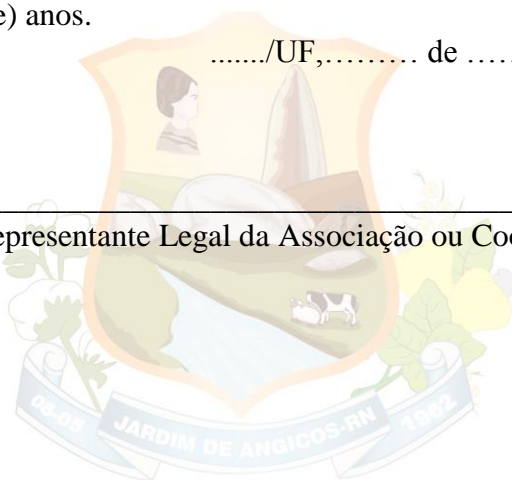 e) anos.
......./UF,……… de …..
epresentante Legal da Associação ou Coo
08-05 JARDIM DE ANGICOS-RN 1962